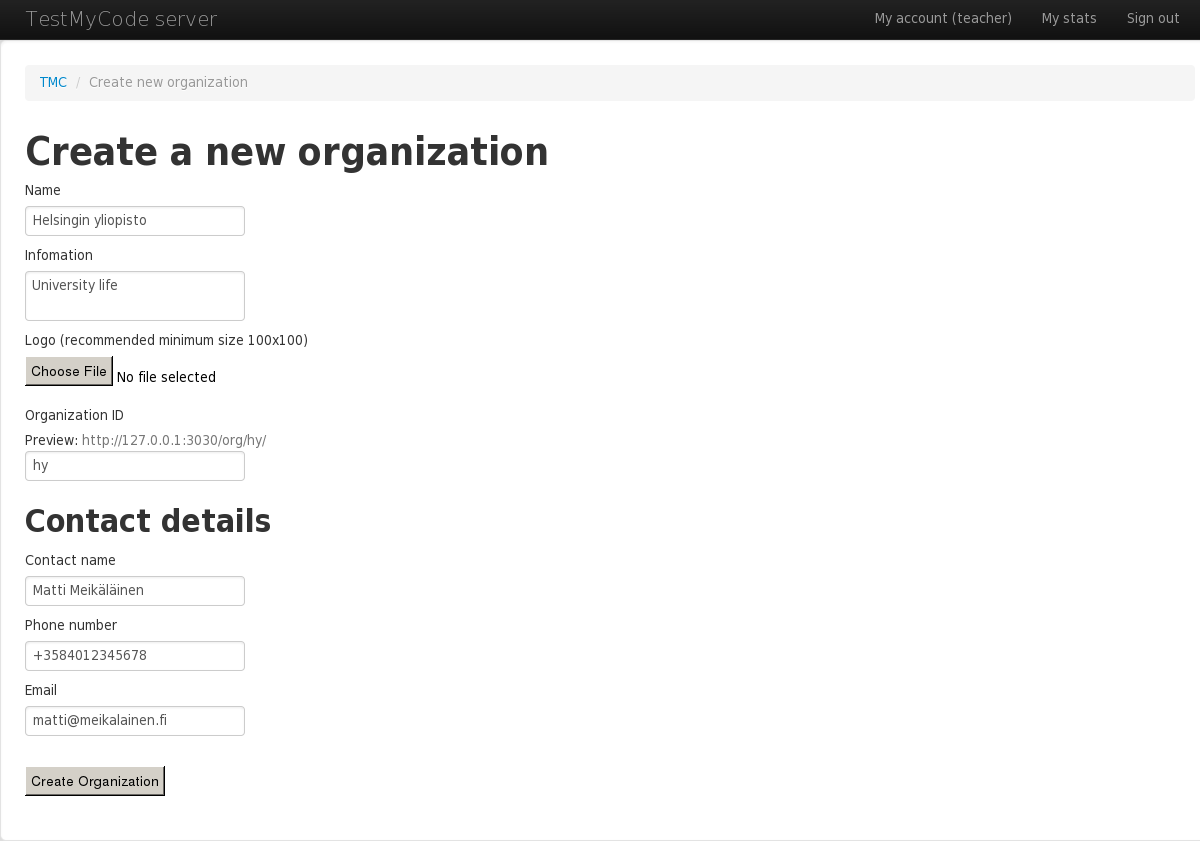 TestMyCode server My account (teacher) My stats Sign out
TMC / Create new organization
Create a new organization
Name
Helsingin yliopisto
Infomation
University life
Logo (recommended minimum size 100x100)
Choose File No file selected
Organization ID
Preview: http://127.0.0.1:3030/org/hy/
hy
Contact details
Contact name
Matti Meikäläinen
Phone number
+3584012345678
Email
matti@meikalainen.fi
Create Organization